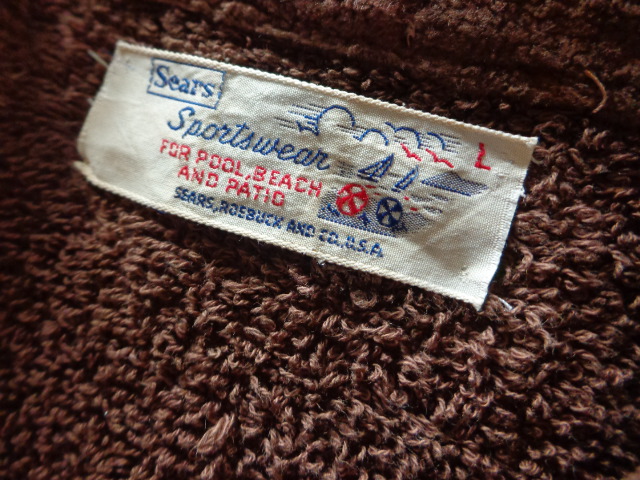 Sears
Sportswear
L
FOR POOL, BEACH
AND PATIO
SEARS, ROEBUCK AND CO. U.S.A.